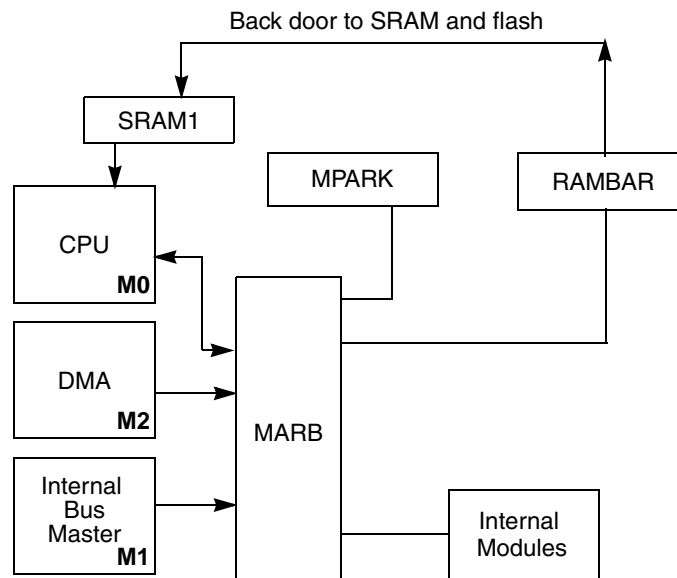 Back door to SRAM and flash
SRAM1
MPARK
RAMBAR
CPU
M0
DMA
M2
MARB
Internal
Bus
Master
M1
Internal
Modules